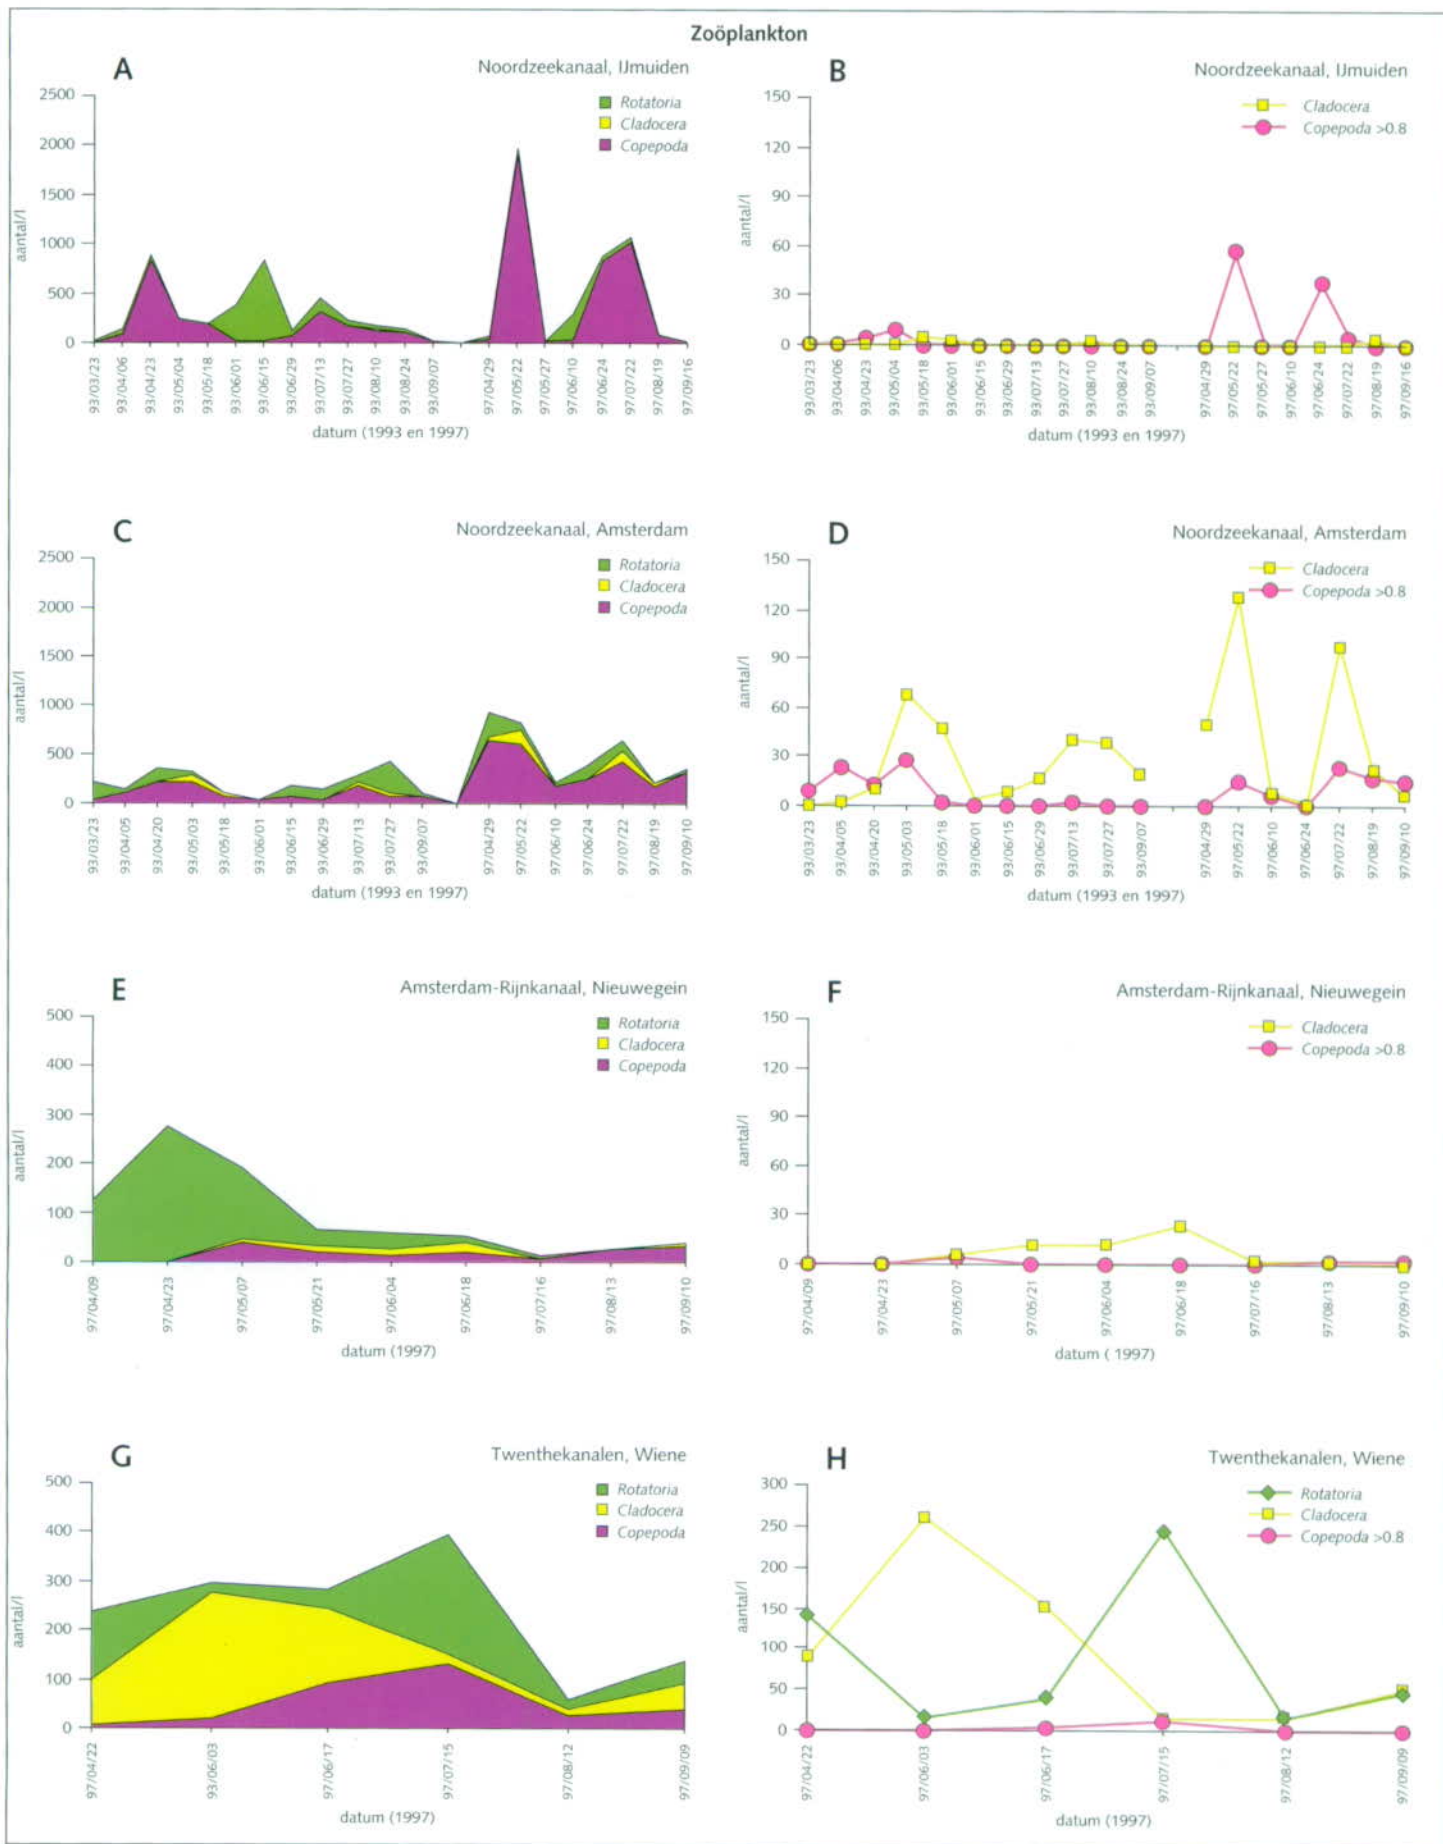 Zoöplankton
A
Noordzeekanaal, IJmuiden
Rotatoria
Cladocera
Copepoda
2500
2000
1500
1000
500
0
aantal/l
93/03/23
93/04/06
93/04/23
93/05/04
93/05/18
93/06/01
93/06/15
93/06/29
93/07/13
93/07/27
93/08/10
93/08/24
93/09/07
97/04/29
97/05/22
97/05/27
97/06/10
97/06/24
97/07/22
97/08/19
97/09/16
datum (1993 en 1997)
B
Noordzeekanaal, IJmuiden
Cladocera
Copepoda >0.8
150
120
90
60
30
0
aantal/l
93/03/23
93/04/06
93/04/23
93/05/04
93/05/18
93/06/01
93/06/15
93/06/29
93/07/13
93/07/27
93/08/10
93/08/24
93/09/07
97/04/29
97/05/22
97/05/27
97/06/10
97/06/24
97/07/22
97/08/19
97/09/16
datum (1993 en 1997)
C
Noordzeekanaal, Amsterdam
Rotatoria
Cladocera
Copepoda
2500
2000
1500
1000
500
0
aantal/l
93/03/23
93/04/05
93/04/20
93/05/03
93/05/18
93/06/01
93/06/15
93/06/29
93/07/13
93/07/27
93/09/07
97/04/29
97/05/22
97/06/10
97/06/24
97/07/22
97/08/19
97/09/10
datum (1993 en 1997)
D
Noordzeekanaal, Amsterdam
Cladocera
Copepoda >0.8
150
120
90
60
30
0
aantal/l
93/03/23
93/04/05
93/04/20
93/05/03
93/05/18
93/06/01
93/06/15
93/06/29
93/07/13
93/07/27
93/09/07
97/04/29
97/05/22
97/06/10
97/06/24
97/07/22
97/08/19
97/09/10
datum (1993 en 1997)
E
Amsterdam-Rijnkanaal, Nieuwegein
Rotatoria
Cladocera
Copepoda
500
400
300
200
100
0
aantal/l
97/04/09
97/04/23
97/05/07
97/05/21
97/06/04
97/06/18
97/07/16
97/08/13
97/09/10
datum (1997)
F
Amsterdam-Rijnkanaal, Nieuwegein
Cladocera
Copepoda >0.8
150
120
90
60
30
0
aantal/l
97/04/09
97/04/23
97/05/07
97/05/21
97/06/04
97/06/18
97/07/16
97/08/13
97/09/10
datum ( 1997)
G
Twenthekanalen, Wiene
Rotatoria
Cladocera
Copepoda
500
400
300
200
100
0
aantal/l
97/04/22
93/06/03
97/06/17
97/07/15
97/08/12
97/09/09
datum (1997)
H
Twenthekanalen, Wiene
Rotatoria
Cladocera
Copepoda >0.8
300
250
200
150
100
50
0
aantal/l
97/04/22
97/06/03
97/06/17
97/07/15
97/08/12
97/09/09
datum (1997)